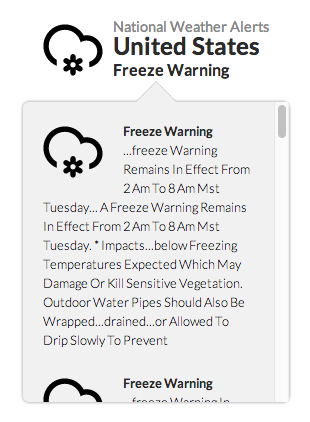 National Weather Alerts
United States
Freeze Warning
Freeze Warning
...freeze Warning
Remains In Effect From
2 Am To 8 Am Mst
Tuesday... A Freeze Warning Remains
In Effect From 2 Am To 8 Am Mst
Tuesday. * Impacts...below Freezing
Temperatures Expected Which May
Damage Or Kill Sensitive Vegetation.
Outdoor Water Pipes Should Also Be
Wrapped...drained...or Allowed To
Drip Slowly To Prevent
Freeze Warning
...freeze Warning In